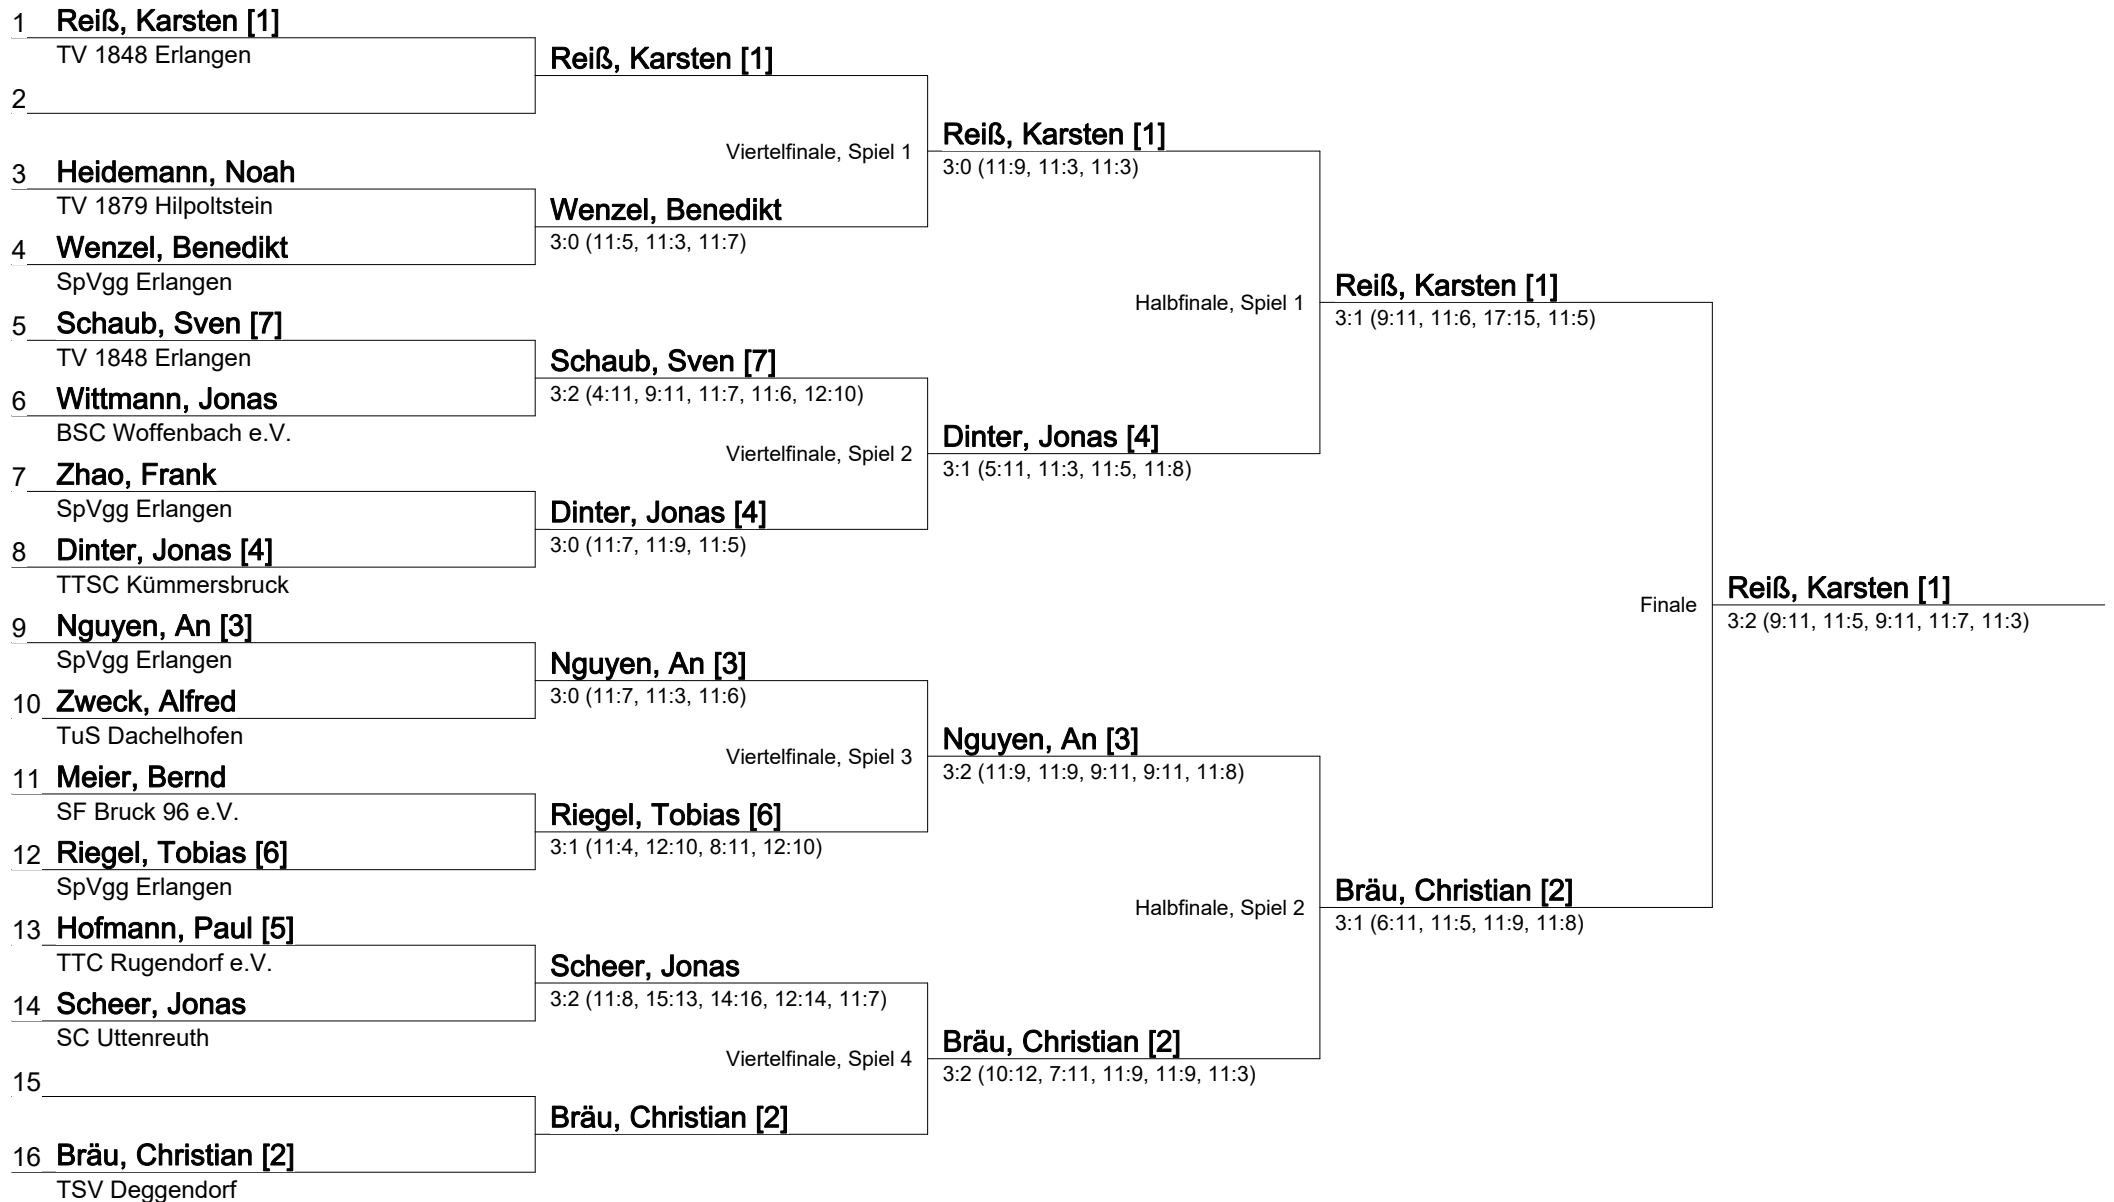 1 Reiß, Karsten [1]
TV 1848 Erlangen
2
3 Heidemann, Noah
TV 1879 Hilpoltstein
4 Wenzel, Benedikt
SpVgg Erlangen
5 Schaub, Sven [7]
TV 1848 Erlangen
6 Wittmann, Jonas
BSC Woffenbach e.V.
7 Zhao, Frank
SpVgg Erlangen
8 Dinter, Jonas [4]
TTSC Kümmersbruck
9 Nguyen, An [3]
SpVgg Erlangen
10 Zweck, Alfred
TuS Dachelhofen
11 Meier, Bernd
SF Bruck 96 e.V.
12 Riegel, Tobias [6]
SpVgg Erlangen
13 Hofmann, Paul [5]
TTC Rugendorf e.V.
14 Scheer, Jonas
SC Uttenreuth
15
16 Bräu, Christian [2]
TSV Deggendorf
Reiß, Karsten [1]
Viertelfinale, Spiel 1
Wenzel, Benedikt
3:0 (11:5, 11:3, 11:7)
Schaub, Sven [7]
3:2 (4:11, 9:11, 11:7, 11:6, 12:10)
Viertelfinale, Spiel 2
Dinter, Jonas [4]
3:0 (11:7, 11:9, 11:5)
Nguyen, An [3]
3:0 (11:7, 11:3, 11:6)
Viertelfinale, Spiel 3
Riegel, Tobias [6]
3:1 (11:4, 12:10, 8:11, 12:10)
Scheer, Jonas
3:2 (11:8, 15:13, 14:16, 12:14, 11:7)
Viertelfinale, Spiel 4
Bräu, Christian [2]
Reiß, Karsten [1]
3:0 (11:9, 11:3, 11:3)
Halbfinale, Spiel 1
Dinter, Jonas [4]
3:1 (5:11, 11:3, 11:5, 11:8)
Nguyen, An [3]
3:2 (11:9, 11:9, 9:11, 9:11, 11:8)
Halbfinale, Spiel 2
Bräu, Christian [2]
3:2 (10:12, 7:11, 11:9, 11:9, 11:3)
Reiß, Karsten [1]
3:1 (9:11, 11:6, 17:15, 11:5)
Finale
Bräu, Christian [2]
3:1 (6:11, 11:5, 11:9, 11:8)
Reiß, Karsten [1]
3:2 (9:11, 11:5, 9:11, 11:7, 11:3)